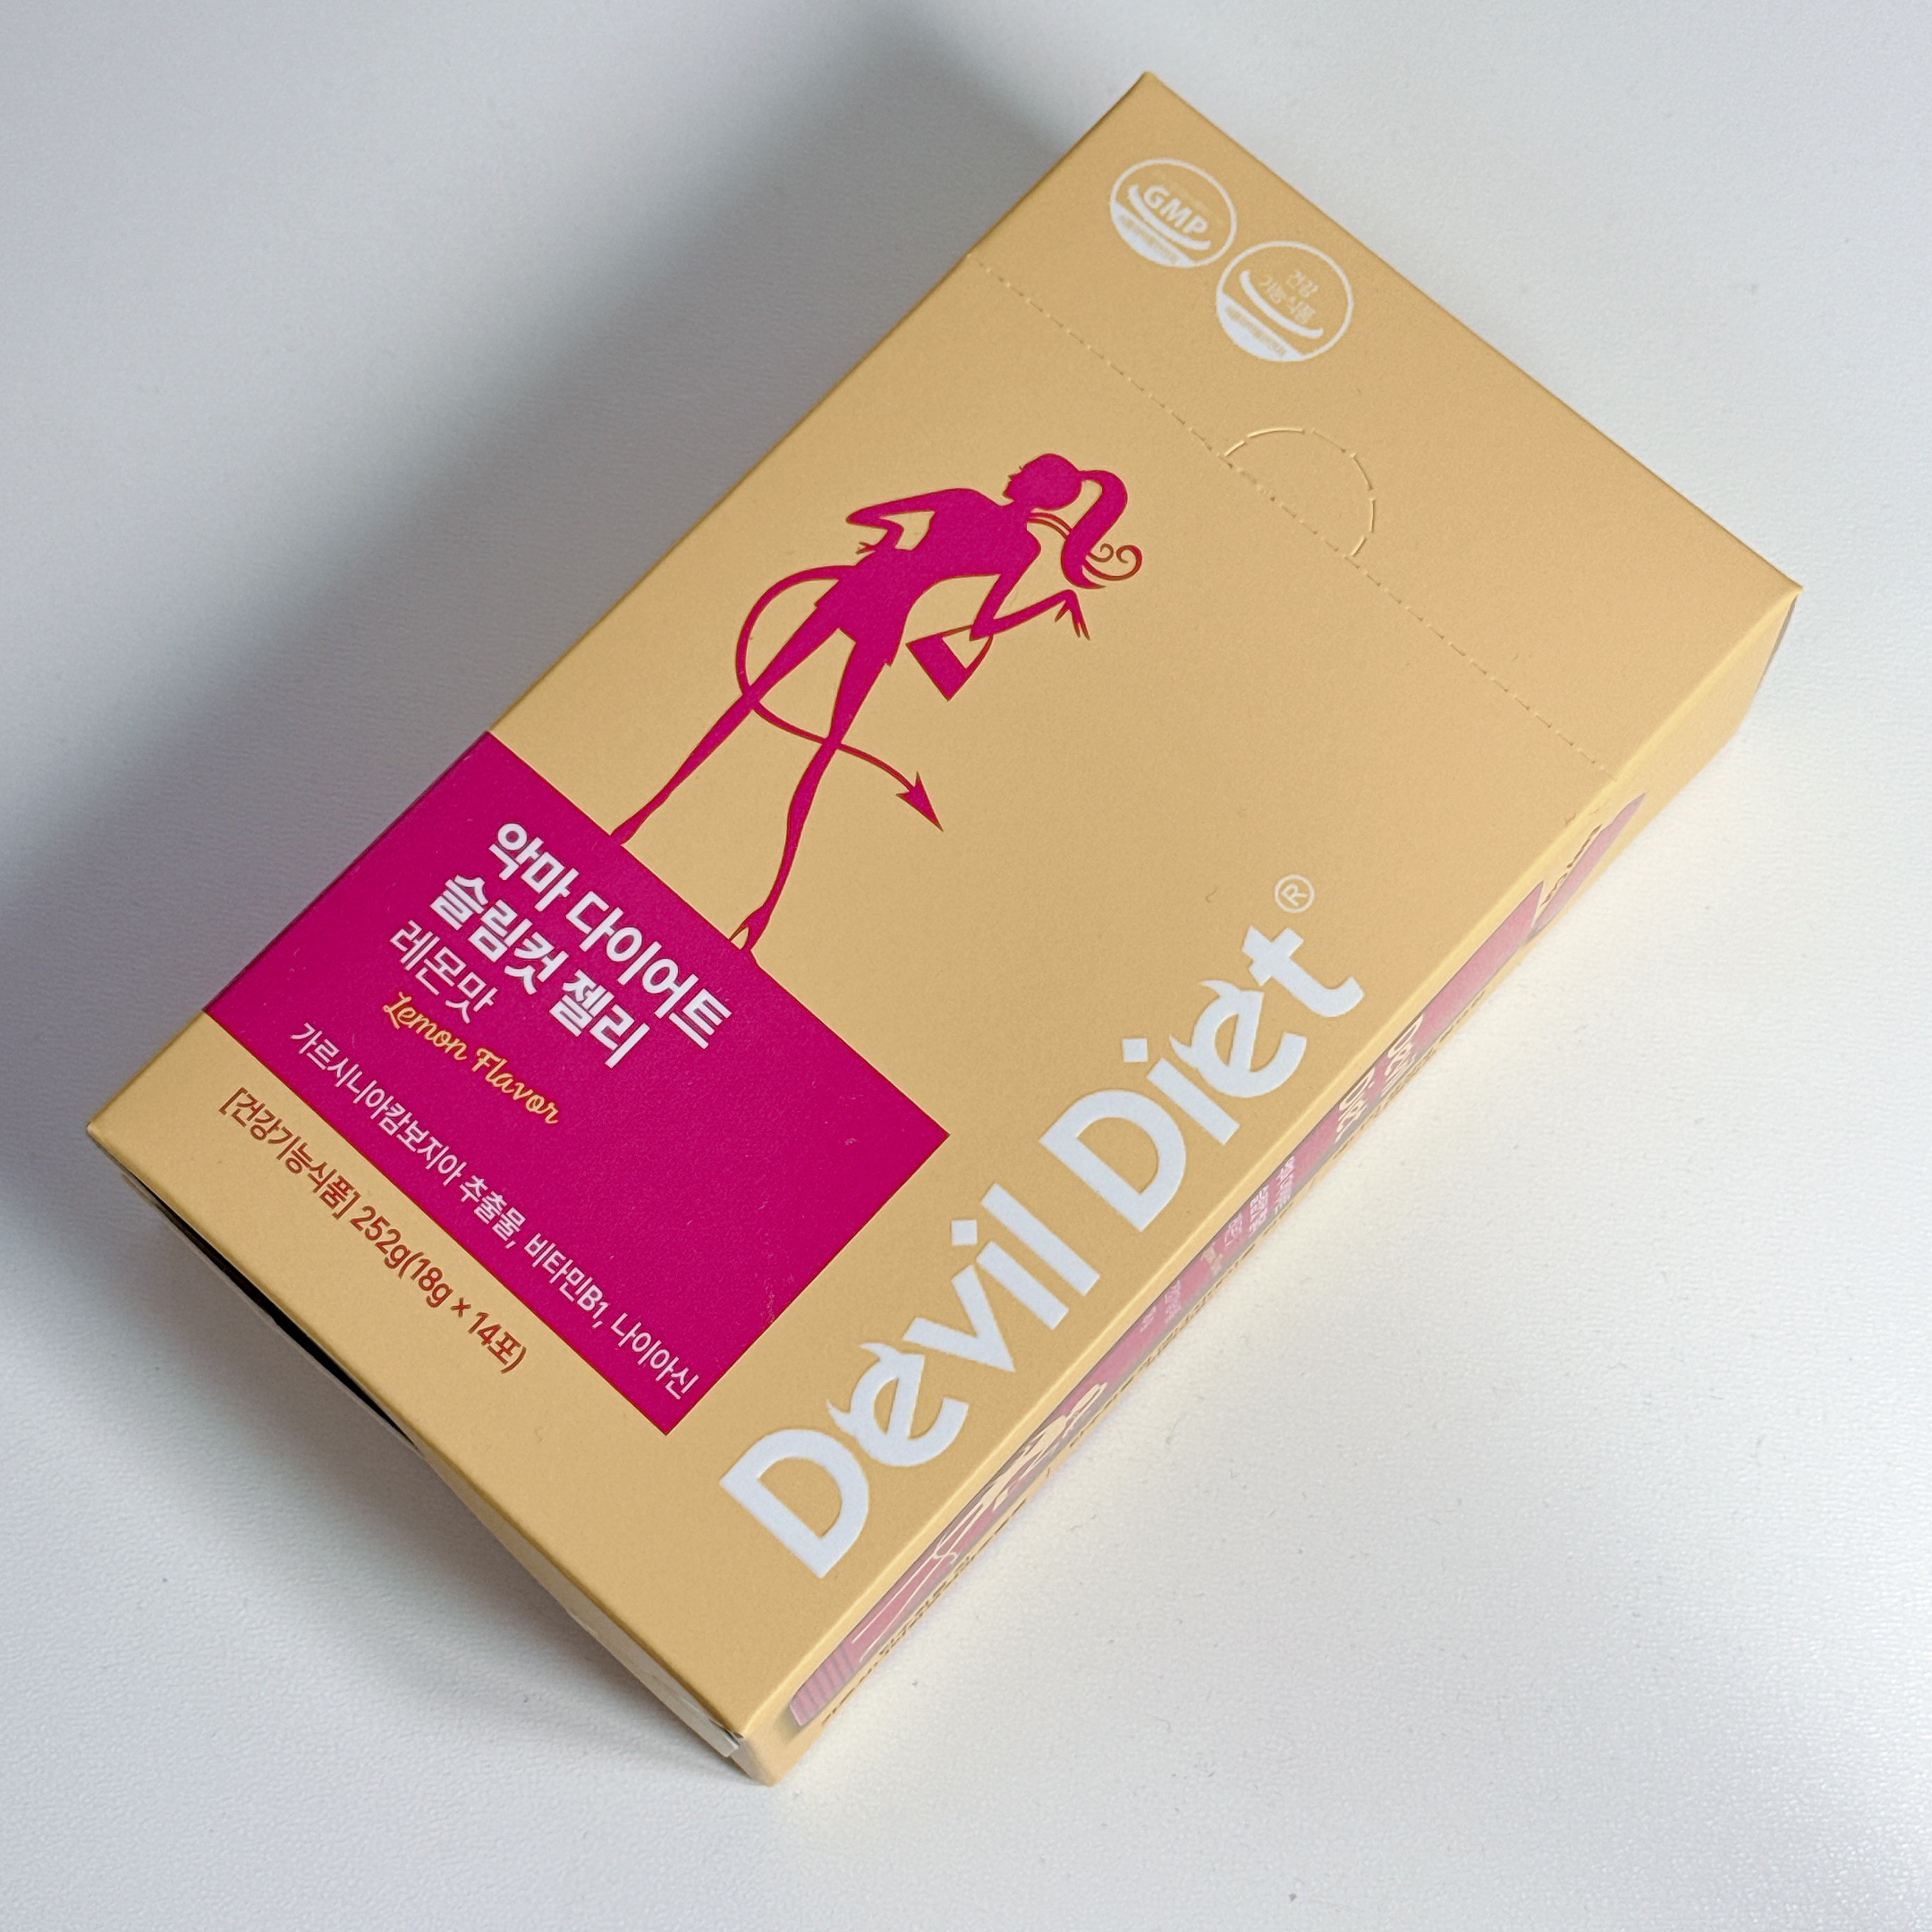 GMP
건강
기능식품
악마 다이어트
슬림컷 젤리
레몬맛
Lemon Flavor
가르시니아캄보지아 추출물, 비타민B1, 나이아신
[건강기능식품] 252g(18g × 14포)
Devil Diet®
Devil Diet